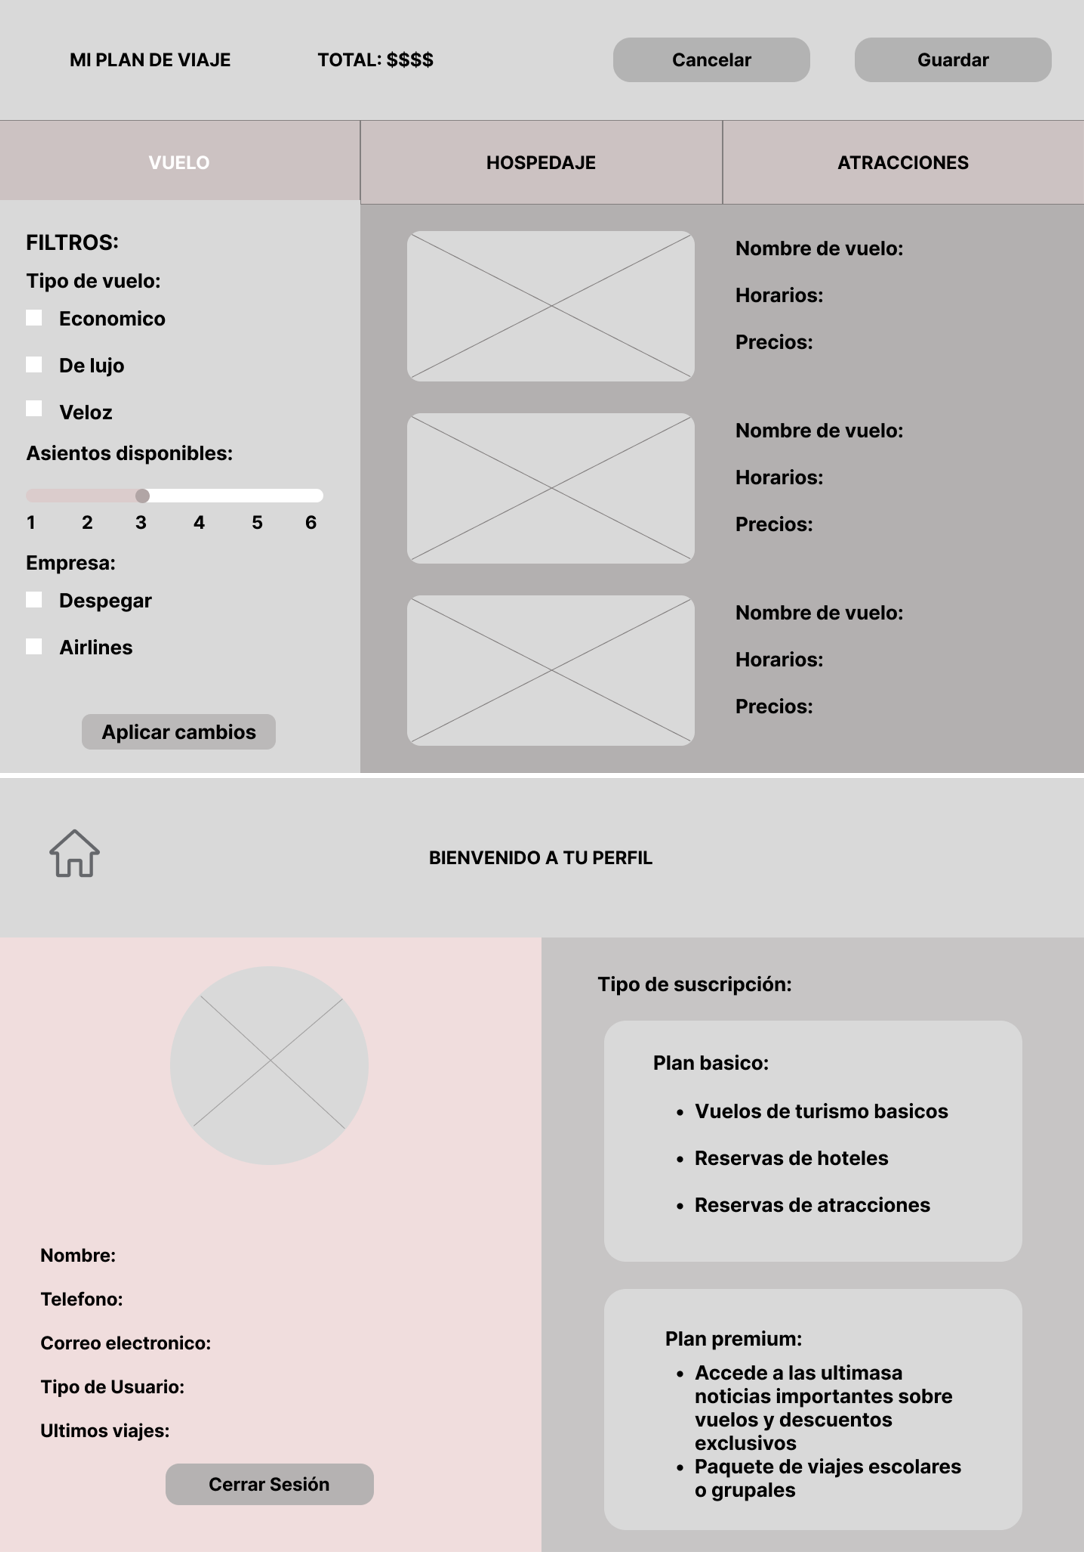 MI PLAN DE VIAJE
TOTAL: $$$$
Cancelar
Guardar
VUELO
HOSPEDAJE
ATRACCIONES
FILTROS:
Tipo de vuelo:
Economico
De lujo
Veloz
Asientos disponibles:
1 2 3 4 5 6
Empresa:
Despegar
Airlines
Aplicar cambios
Nombre de vuelo:
Horarios:
Precios:
Nombre de vuelo:
Horarios:
Precios:
Nombre de vuelo:
Horarios:
Precios:
BIENVENIDO A TU PERFIL
Nombre:
Telefono:
Correo electronico:
Tipo de Usuario:
Ultimos viajes:
Cerrar Sesión
Tipo de suscripción:
Plan basico:
• Vuelos de turismo basicos
• Reservas de hoteles
• Reservas de atracciones
Plan premium:
• Accede a las ultimasa
noticias importantes sobre
vuelos y descuentos
exclusivos
• Paquete de viajes escolares
o grupales